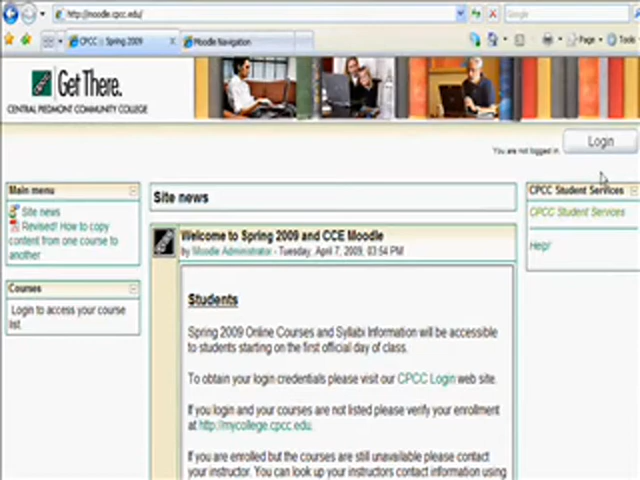 http://moodle.cpcc.edu/
Google
CPCC :: Spring 2009
Moodle Navigation
Page
Tools
Get There.
CENTRAL PIEDMONT COMMUNITY COLLEGE
You are not logged in.
Login
Main menu
Site news
Revised! How to copy
content from one course to
another
Courses
Login to access your course
list
Site news
Welcome to Spring 2009 and CCE Moodle
by Moodle Administrator - Tuesday, April 7, 2009, 03:54 PM
Students
Spring 2009 Online Courses and Syllabi Information will be accessible
to students starting on the first official day of class.
To obtain your login credentials please visit our CPCC Login web site.
If you login and your courses are not listed please verify your enrollment
at http://mycollege.cpcc.edu.
If you are enrolled but the courses are still unavailable please contact
your instructor. You can look up your instructors contact information using
CPCC Student Services
CPCC Student Services
Help!